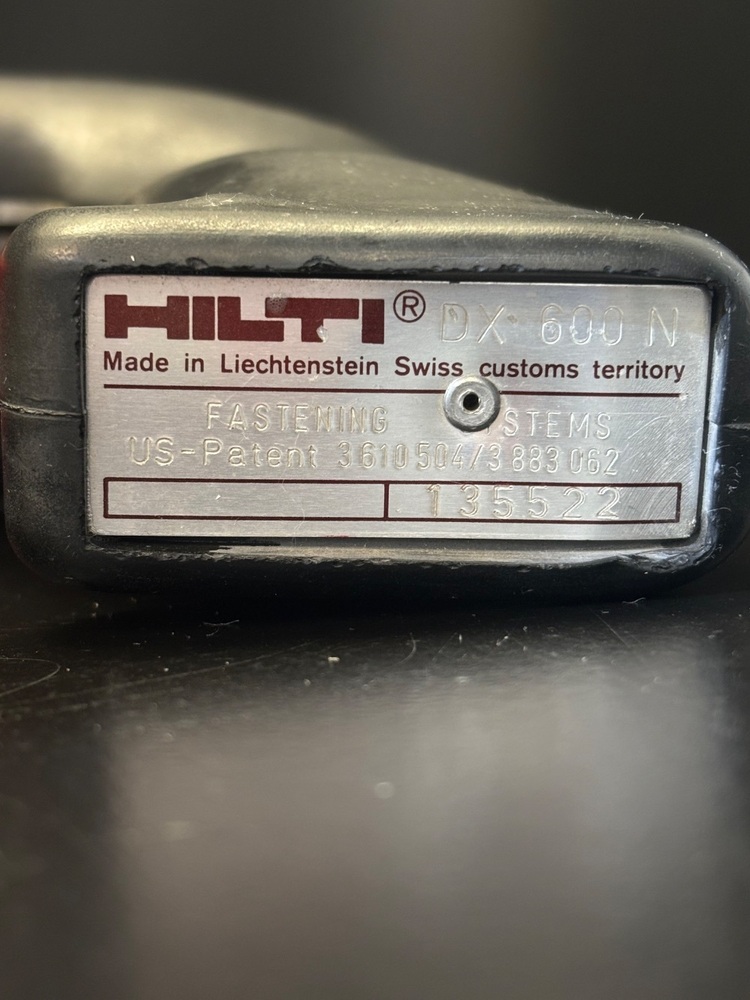 HILTI® DX 600 N
Made in Liechtenstein Swiss customs territory
FASTENING STEMS
US-Patent 3 610 504/3 883 062
135522